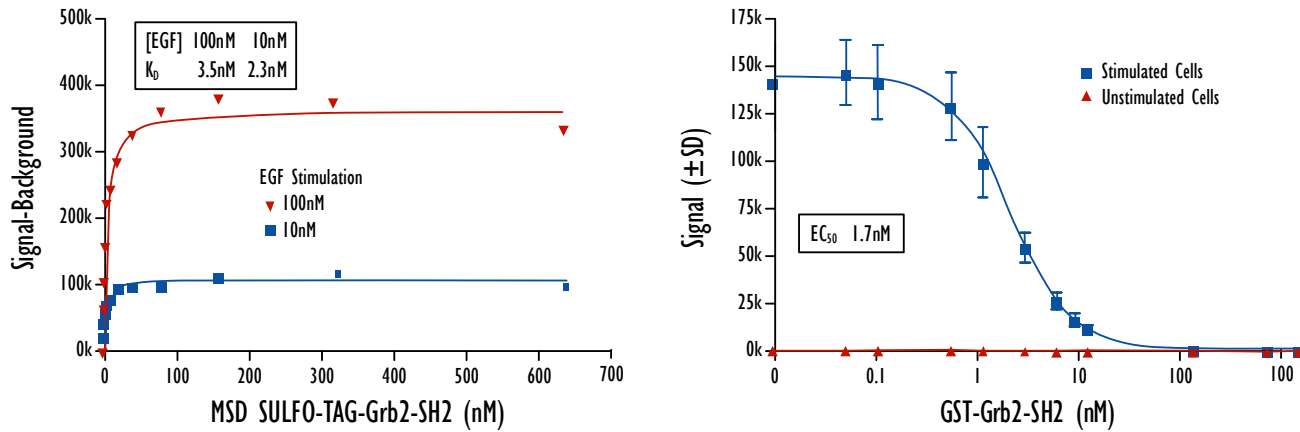 500k
400k
300k
200k
100k
0k
Signal-Background
[EGF] 100nM 10nM
K_D 3.5nM 2.3nM
EGF Stimulation
100nM
10nM
0 100 200 300 400 500 600 700
MSD SULFO-TAG-Grb2-SH2 (nM)
175k
150k
125k
100k
75k
50k
25k
0k
Signal (±SD)
Stimulated Cells
Unstimulated Cells
EC₅₀ 1.7nM
0 0.1 1 10 100 100
GST-Grb2-SH2 (nM)